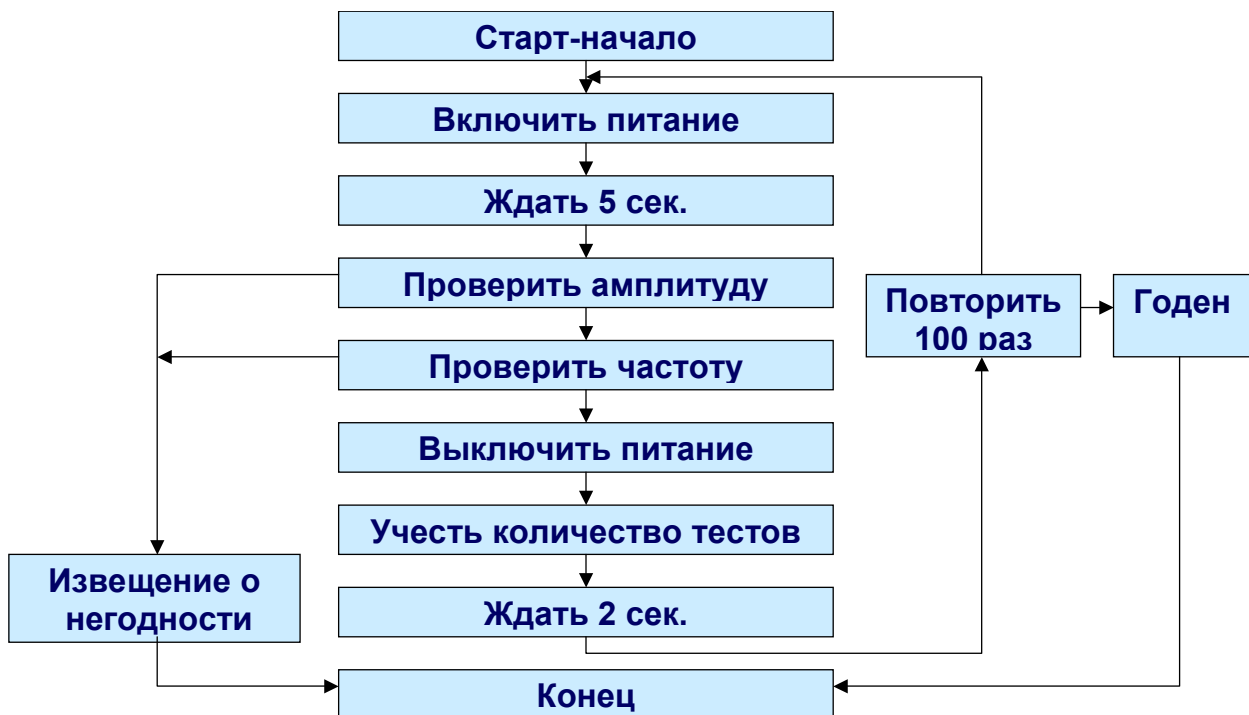 Старт-начало
Включить питание
Ждать 5 сек.
Проверить амплитуду
Повторить
100 раз
Годен
Проверить частоту
Выключить питание
Учесть количество тестов
Извещение о
негодности
Ждать 2 сек.
Конец